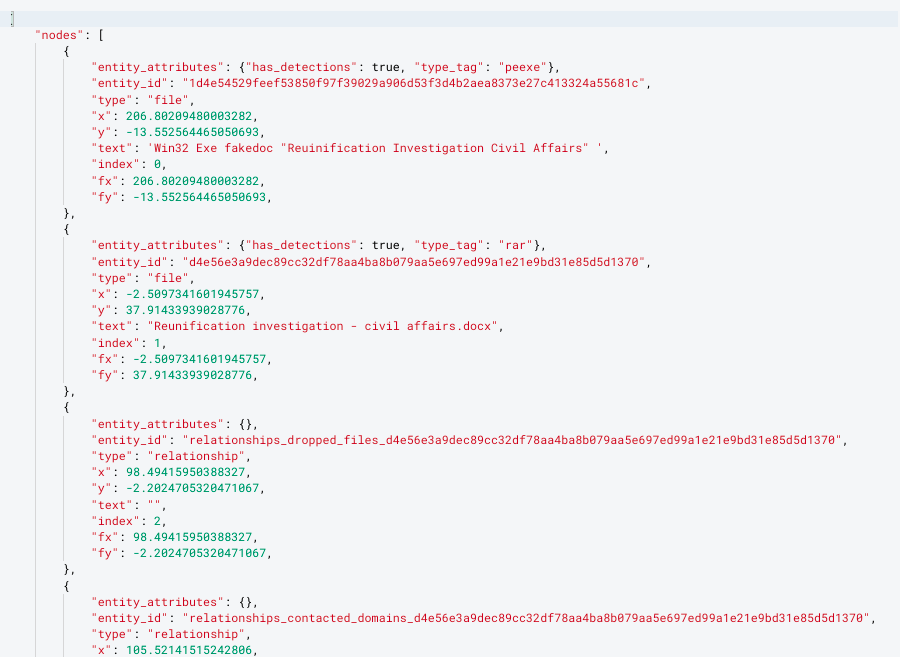 "nodes": [
{
"entity_attributes": {"has_detections": true, "type_tag": "peexe"},
"entity_id": "1d4e54529feef53850f97f39029a906d53f3d4b2aea8373e27c413324a55681c",
"type": "file",
"x": 206.80209480003282,
"y": -13.552564465050693,
"text": 'Win32 Exe fakedoc "Reuinification Investigation Civil Affairs" ',
"index": 0,
"fx": 206.80209480003282,
"fy": -13.552564465050693,
},
{
"entity_attributes": {"has_detections": true, "type_tag": "rar"},
"entity_id": "d4e56e3a9dec89cc32df78aa4ba8b079aa5e697ed99a1e21e9bd31e85d5d1370",
"type": "file",
"x": -2.5097341601945757,
"y": 37.91433939028776,
"text": "Reunification investigation - civil affairs.docx",
"index": 1,
"fx": -2.5097341601945757,
"fy": 37.91433939028776,
},
{
"entity_attributes": {},
"entity_id": "relationships_dropped_files_d4e56e3a9dec89cc32df78aa4ba8b079aa5e697ed99a1e21e9bd31e85d5d1370",
"type": "relationship",
"x": 98.49415950388327,
"y": -2.2024705320471067,
"text": "",
"index": 2,
"fx": 98.49415950388327,
"fy": -2.2024705320471067,
},
{
"entity_attributes": {},
"entity_id": "relationships_contacted_domains_d4e56e3a9dec89cc32df78aa4ba8b079aa5e697ed99a1e21e9bd31e85d5d1370",
"type": "relationship",
"x": 105.52141515242806,